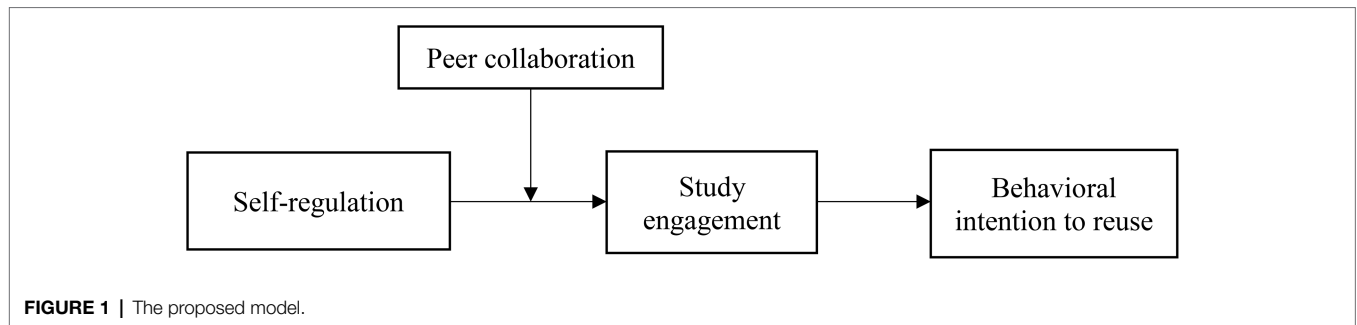 Peer collaboration
Self-regulation
Study
engagement
Behavioral
intention to reuse
FIGURE 1 | The proposed model.